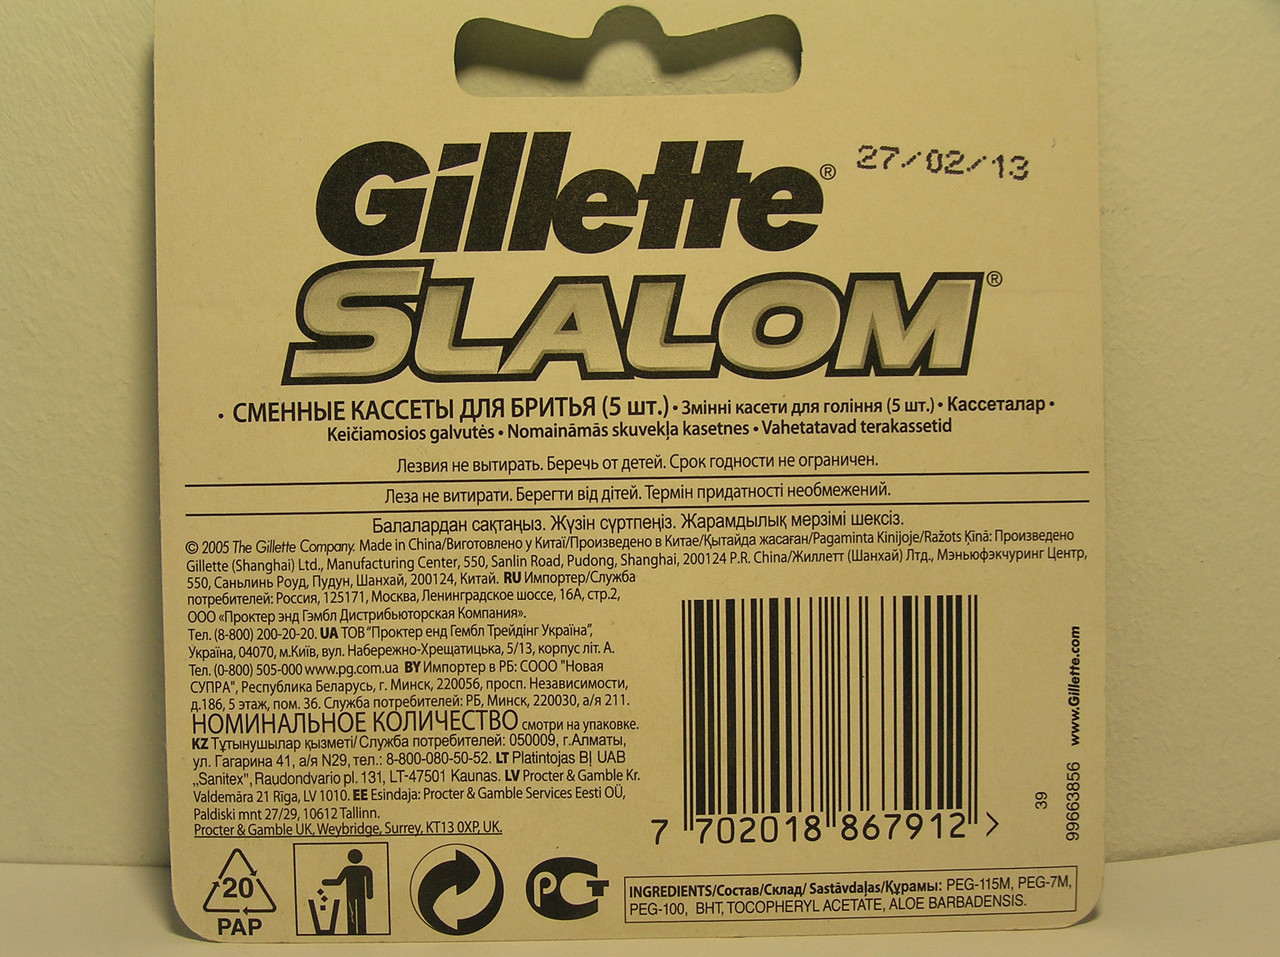 Gillette® 27/02/13
SLALOM®
· СМЕННЫЕ КАССЕТЫ ДЛЯ БРИТЬЯ (5 шт.) · Змінні касети для гоління (5 шт.) · Кассеталар ·
Keičiamosios galvutės · Nomaināmās skuvekļa kasetnes · Vahetatavad terakassetid
Лезвия не вытирать. Беречь от детей. Срок годности не ограничен.
Леза не витирати. Берегти від дітей. Термін придатності необмежений.
Балалардан сақтаңыз. Жүзін сүртпеңіз. Жарамдылық мерзімі шексіз.
© 2005 The Gillette Company. Made in China/Виготовлено у Китаї/Произведено в Китае/Қытайда жасаған/Pagaminta Kinijoje/Ražots Ķīnā: Произведено
Gillette (Shanghai) Ltd., Manufacturing Center, 550, Sanlin Road, Pudong, Shanghai, 200124 P.R. China/Жиллетт (Шанхай) Лтд., Мэньюфэкчуринг Центр,
550, Саньлинь Роуд, Пудун, Шанхай, 200124, Китай. RU Импортер/Служба
потребителей: Россия, 125171, Москва, Ленинградское шоссе, 16А, стр.2,
ООО «Проктер энд Гэмбл Дистрибьюторская Компания».
Тел. (8-800) 200-20-20. UA ТОВ "Проктер енд Гембл Трейдінг Україна",
Україна, 04070, м.Київ, вул. Набережно-Хрещатицька, 5/13, корпус літ. А.
Тел. (0-800) 505-000 www.pg.com.ua BY Импортер в РБ: СООО "Новая
СУПРА", Республика Беларусь, г. Минск, 220056, просп. Независимости,
д.186, 5 этаж, пом. 36. Служба потребителей: РБ, Минск, 220030, а/я 211.
НОМИНАЛЬНОЕ КОЛИЧЕСТВО смотри на упаковке.
KZ Тұтынушылар қызметі/Служба потребителей: 050009, г.Алматы,
ул. Гагарина 41, а/я N29, тел.: 8-800-080-50-52. LT Platintojas BĮ UAB
„Sanitex", Raudondvario pl. 131, LT-47501 Kaunas. LV Procter & Gamble Kr.
Valdemāra 21 Rīga, LV 1010. EE Esindaja: Procter & Gamble Services Eesti OÜ,
Paldiski mnt 27/29, 10612 Tallinn.
Procter & Gamble UK, Weybridge, Surrey, KT13 0XP, UK.
7 702018 867912 >
39
99663856 www.Gillette.com
20
PAP
РСТ
INGREDIENTS/Состав/Склад/ Sastāvdaļas/Құрамы: PEG-115M, PEG-7M,
PEG-100, BHT, TOCOPHERYL ACETATE, ALOE BARBADENSIS.